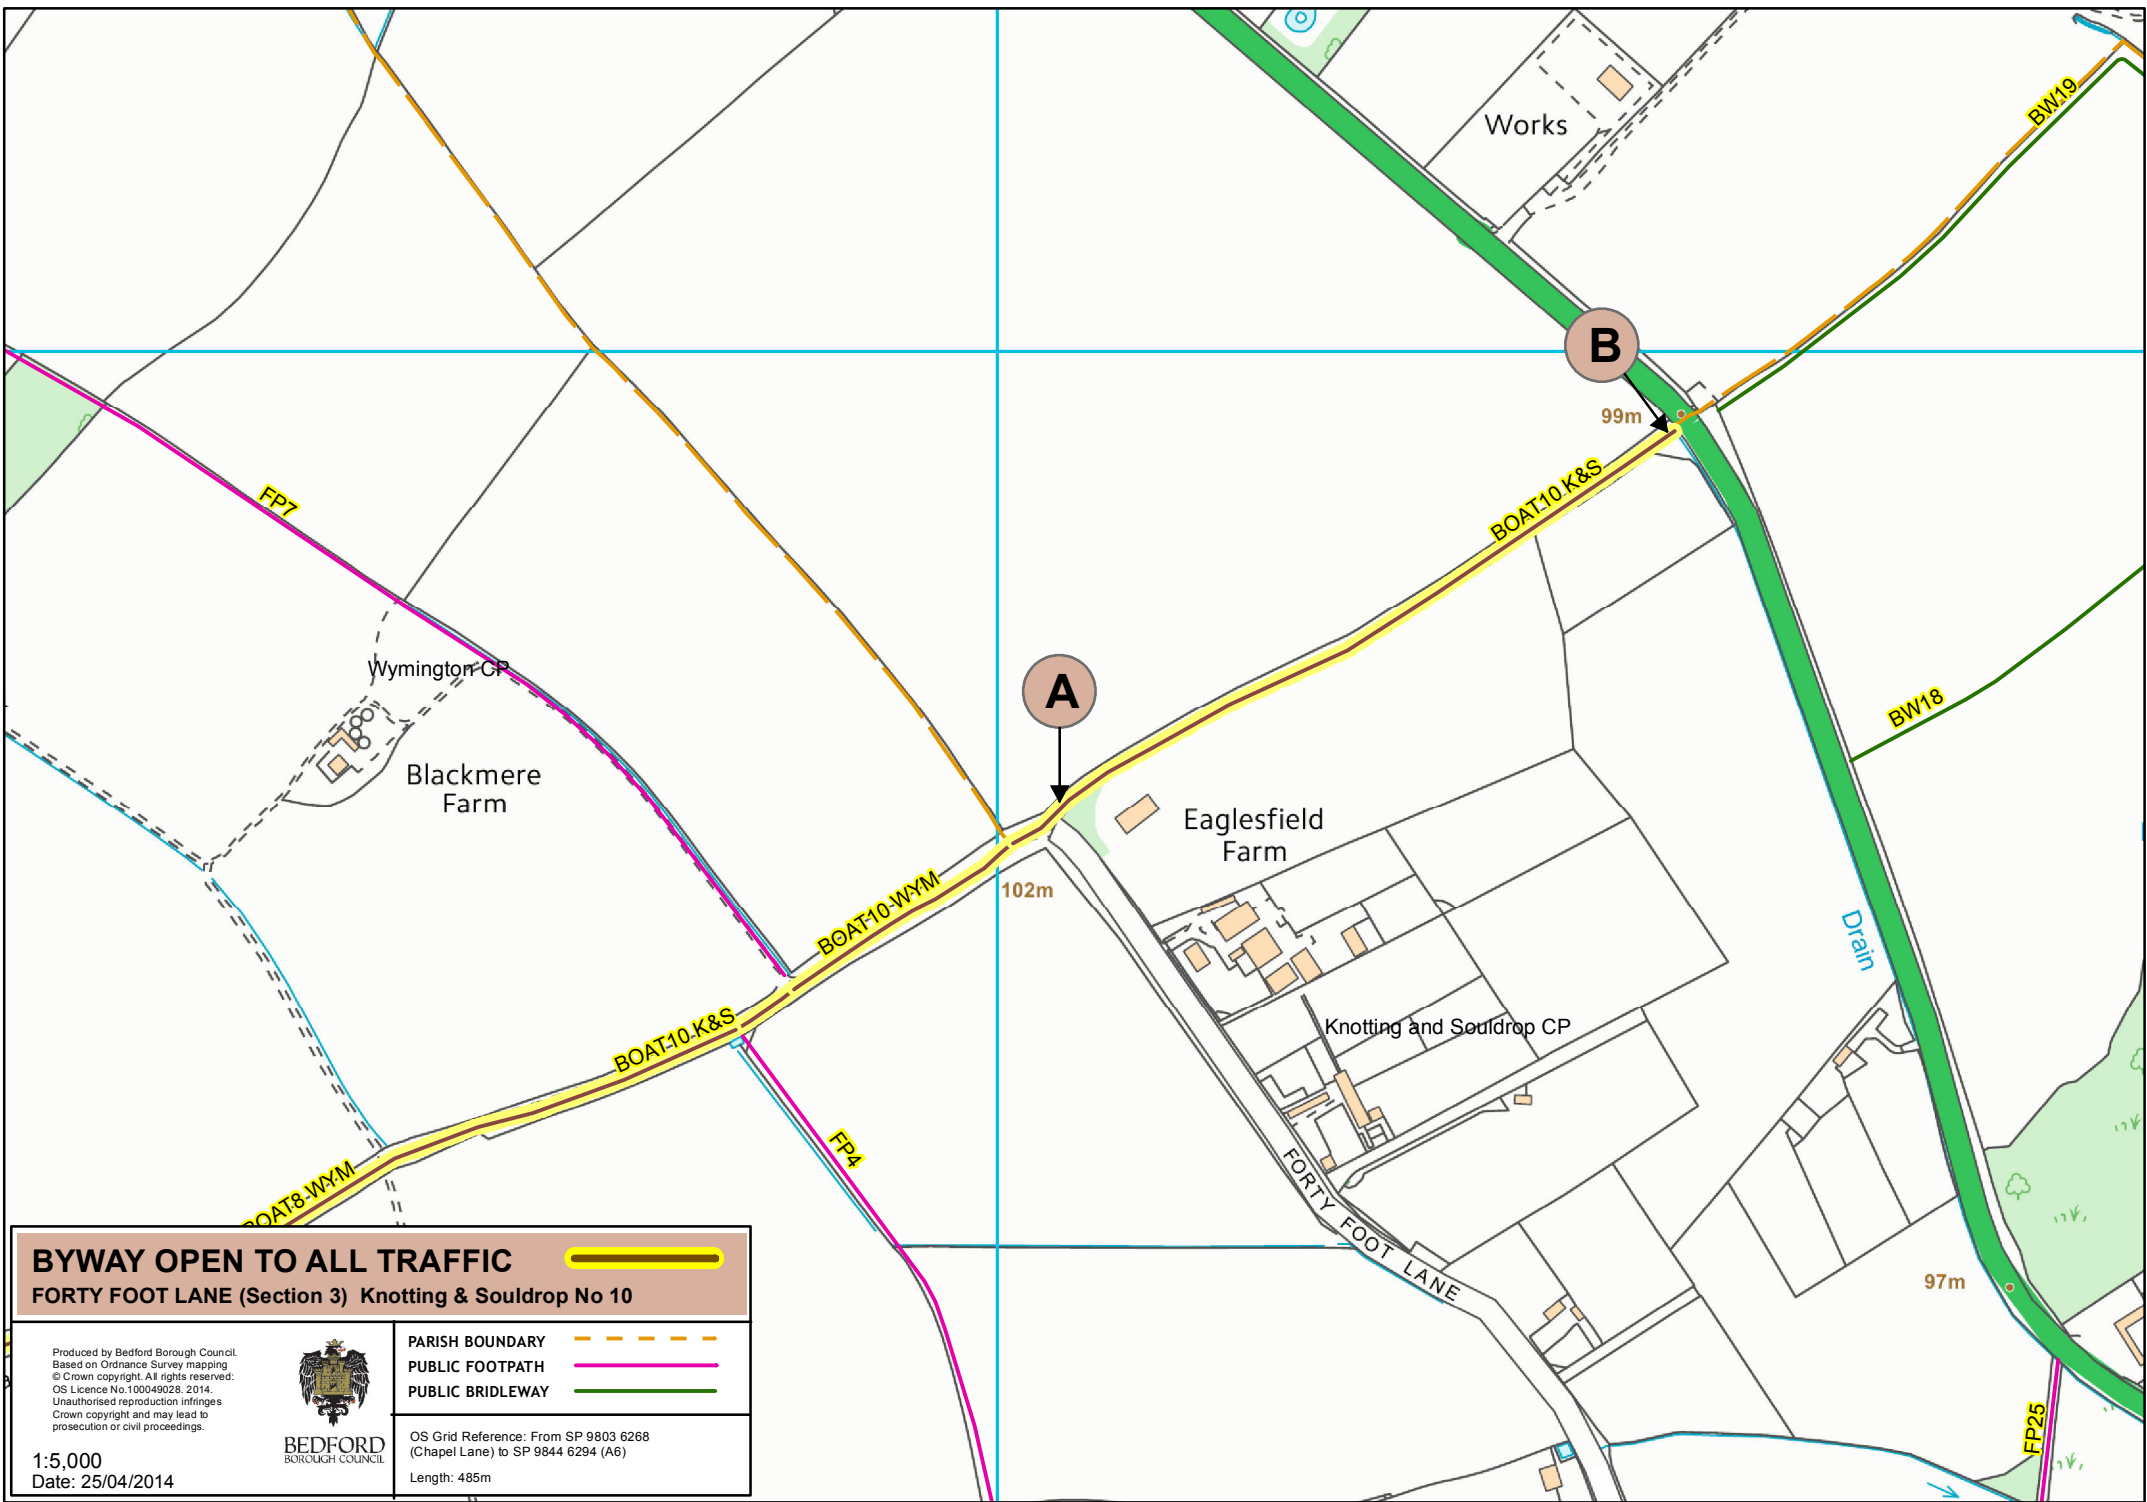 Works
BW19
B
99m
FP7
BOAT10 K&S
Wymington CP
A
BW18
Blackmere
Farm
Eaglesfield
Farm
102m
BOAT10 WYM
Drain
BOAT10 K&S
Knotting and Souldrop CP
FP4
FORTY FOOT LANE
BOAT8 WYM
97m
FP25
BYWAY OPEN TO ALL TRAFFIC
FORTY FOOT LANE (Section 3) Knotting & Souldrop No 10
Produced by Bedford Borough Council.
Based on Ordnance Survey mapping
© Crown copyright. All rights reserved:
OS Licence No.100049028. 2014.
Unauthorised reproduction infringes
Crown copyright and may lead to
prosecution or civil proceedings.
1:5,000
Date: 25/04/2014
BEDFORD
BOROUGH COUNCIL
PARISH BOUNDARY
PUBLIC FOOTPATH
PUBLIC BRIDLEWAY
OS Grid Reference: From SP 9803 6268
(Chapel Lane) to SP 9844 6294 (A6)
Length: 485m